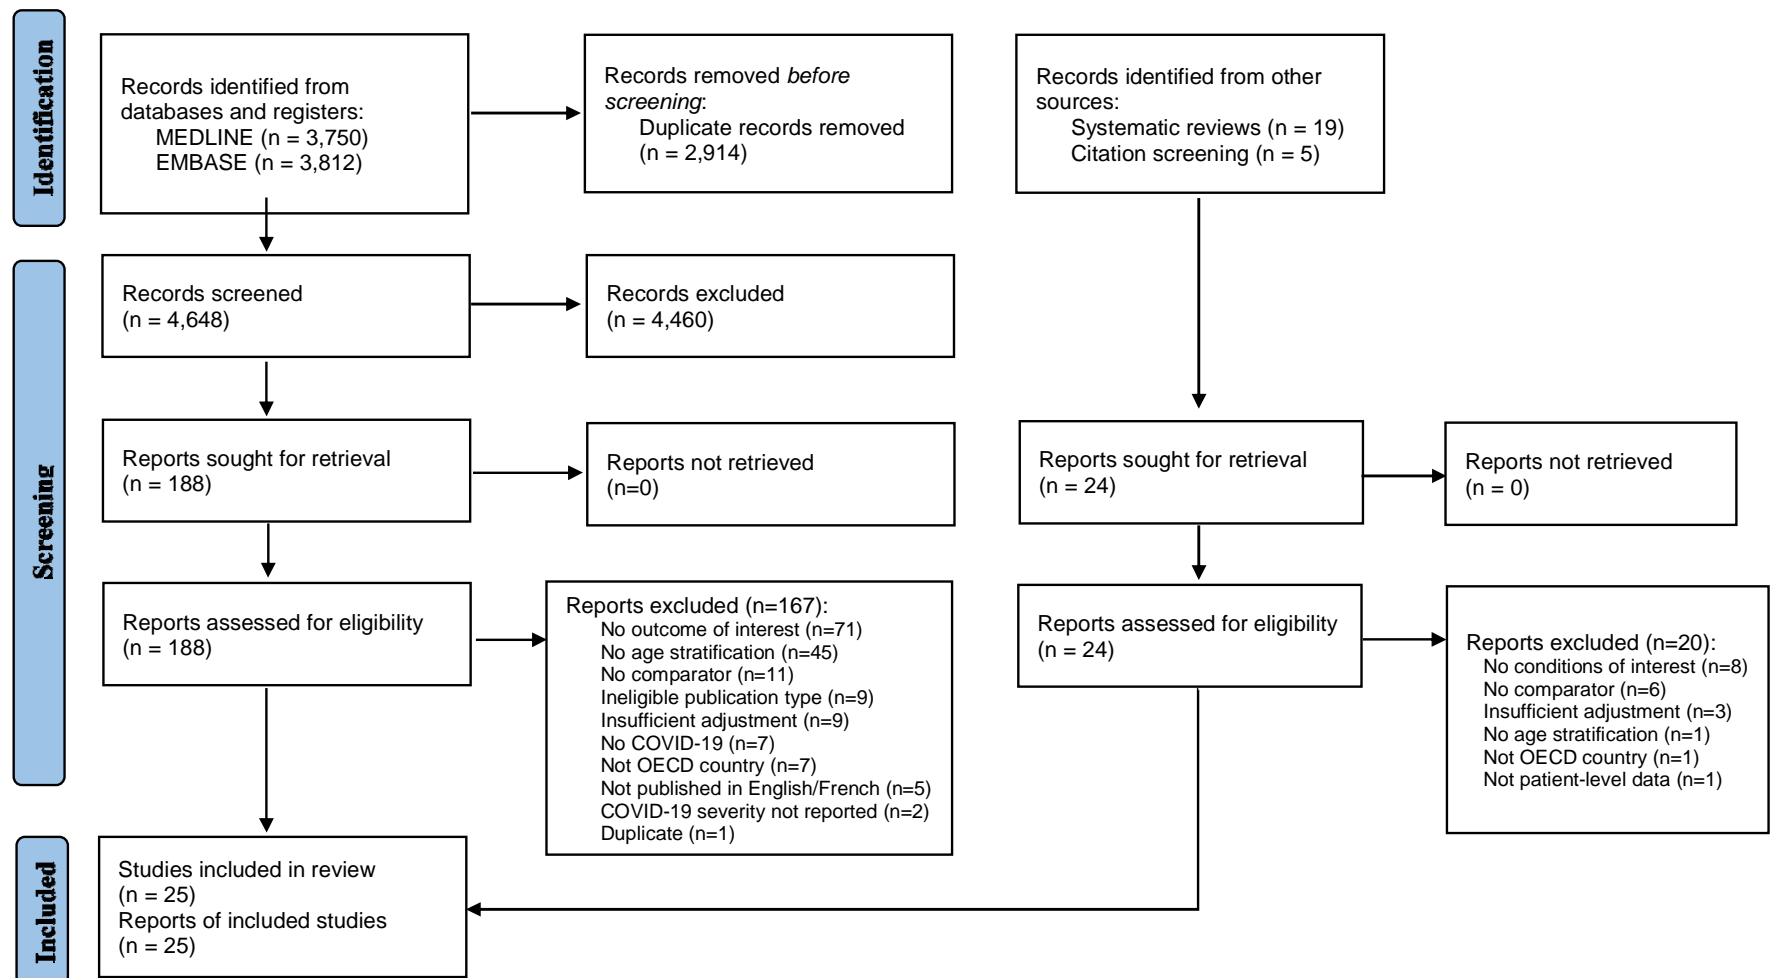 Identification
Records identified from
databases and registers:
MEDLINE (n = 3,750)
EMBASE (n = 3,812)
Records removed before
screening:
Duplicate records removed
(n = 2,914)
Records identified from other
sources:
Systematic reviews (n = 19)
Citation screening (n = 5)
Screening
Records screened
(n = 4,648)
Records excluded
(n = 4,460)
Reports sought for retrieval
(n = 188)
Reports not retrieved
(n=0)
Reports sought for retrieval
(n = 24)
Reports not retrieved
(n = 0)
Reports assessed for eligibility
(n = 188)
Reports excluded (n=167):
No outcome of interest (n=71)
No age stratification (n=45)
No comparator (n=11)
Ineligible publication type (n=9)
Insufficient adjustment (n=9)
No COVID-19 (n=7)
Not OECD country (n=7)
Not published in English/French (n=5)
COVID-19 severity not reported (n=2)
Duplicate (n=1)
Reports assessed for eligibility
(n = 24)
Reports excluded (n=20):
No conditions of interest (n=8)
No comparator (n=6)
Insufficient adjustment (n=3)
No age stratification (n=1)
Not OECD country (n=1)
Not patient-level data (n=1)
Included
Studies included in review
(n = 25)
Reports of included studies
(n = 25)